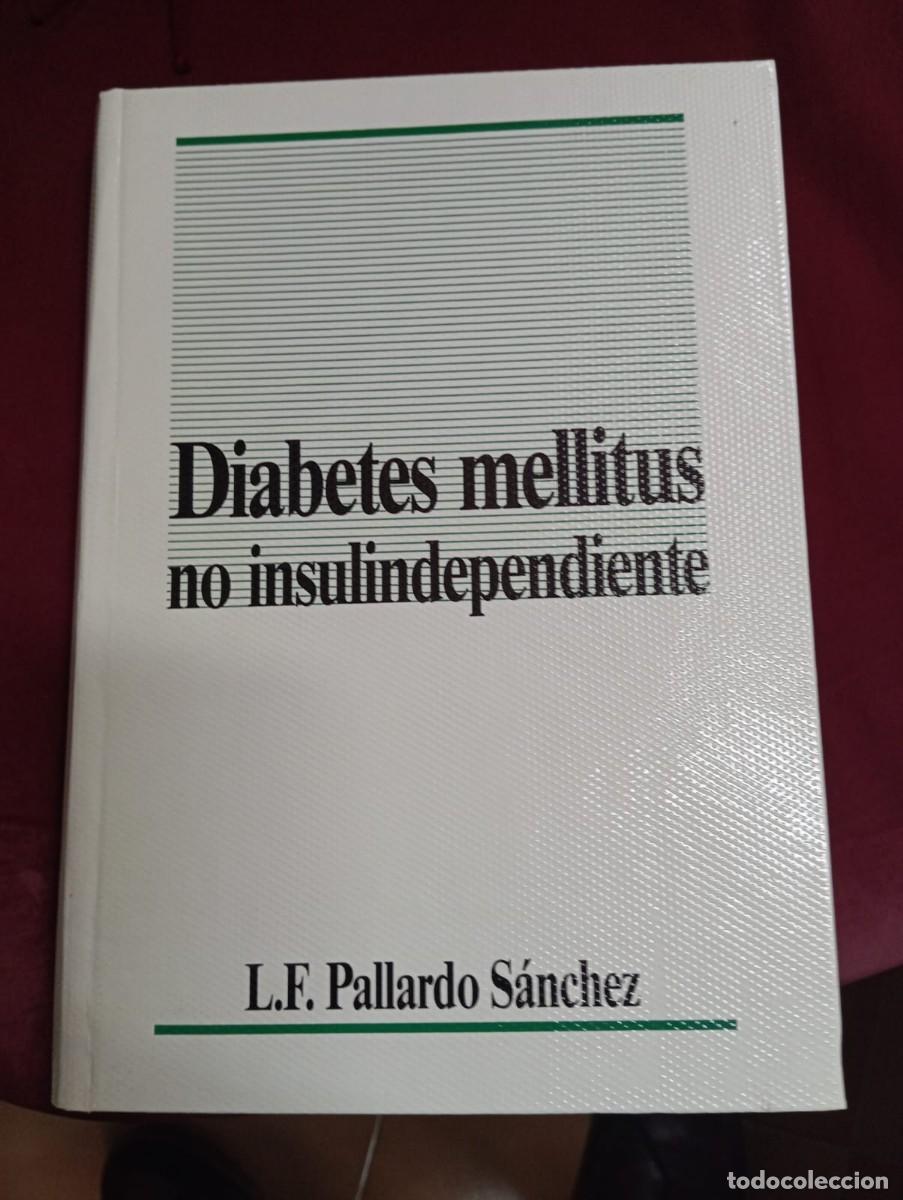 Diabetes mellitus
no insulindependiente
L.F. Pallardo Sánchez
todocoleccion